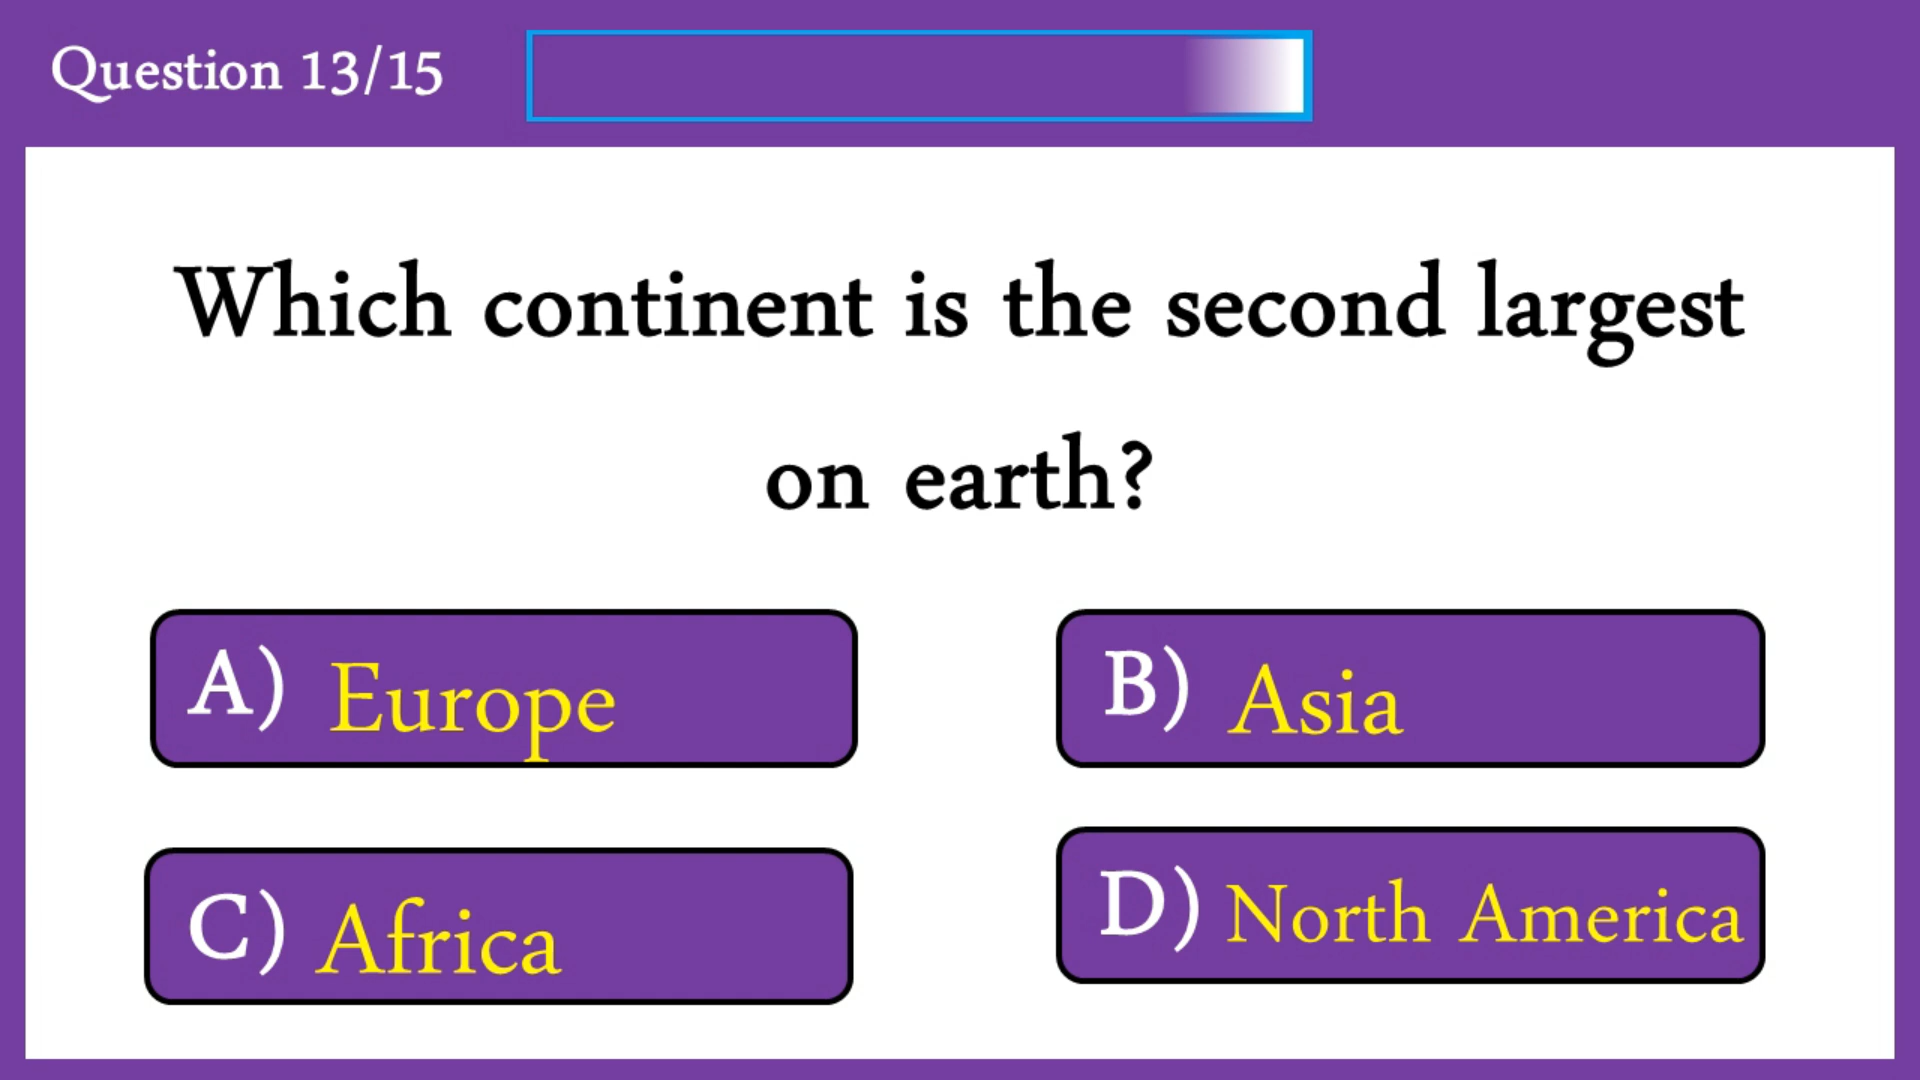 Question 13/15
Which continent is the second largest
on earth?
A) Europe
B) Asia
C) Africa
D) North America